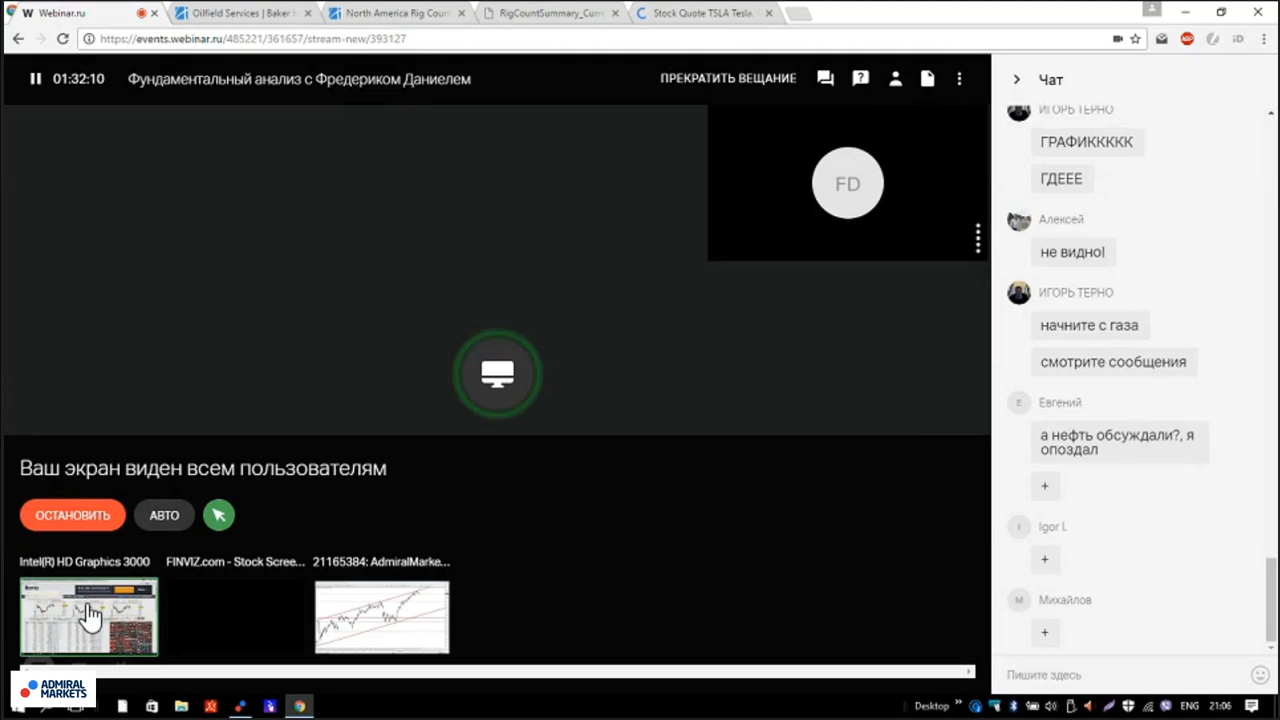 Webinar.ru
Oilfield Services | Baker
North America Rig Coun
RigCountSummary_Curre
Stock Quote TSLA Tesla,
https://events.webinar.ru/485221/361657/stream-new/393127
01:32:10
Фундаментальный анализ с Фредериком Даниелем
ПРЕКРАТИТЬ ВЕЩАНИЕ
FD
Ваш экран виден всем пользователям
ОСТАНОВИТЬ
АВТО
Intel(R) HD Graphics 3000
FINVIZ.com - Stock Scree...
21165384: AdmiralMarke...
Чат
ИГОРЬ ТЕРНО
ГРАФИККККК
ГДЕЕЕ
Алексей
не видно!
ИГОРЬ ТЕРНО
начните с газа
смотрите сообщения
Е
Евгений
а нефть обсуждали?, я
опоздал
+
I
Igor I.
+
М
Михайлов
+
Пишите здесь
ADMIRAL
MARKETS
Desktop
ENG
21:06